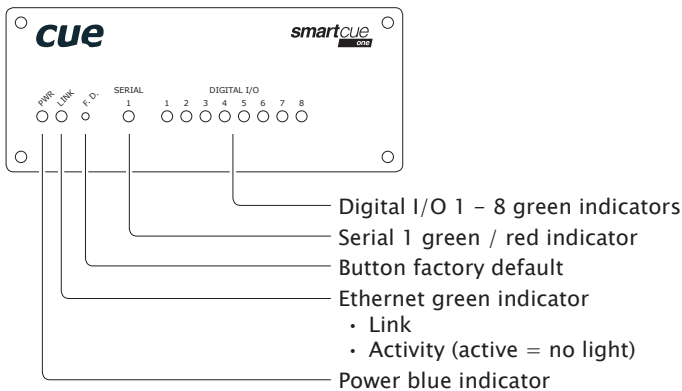 cue
smartcue
one
PWR LINK F. D. SERIAL DIGITAL I/O
1 1 2 3 4 5 6 7 8
Digital I/O 1 – 8 green indicators
Serial 1 green / red indicator
Button factory default
Ethernet green indicator
• Link
• Activity (active = no light)
Power blue indicator